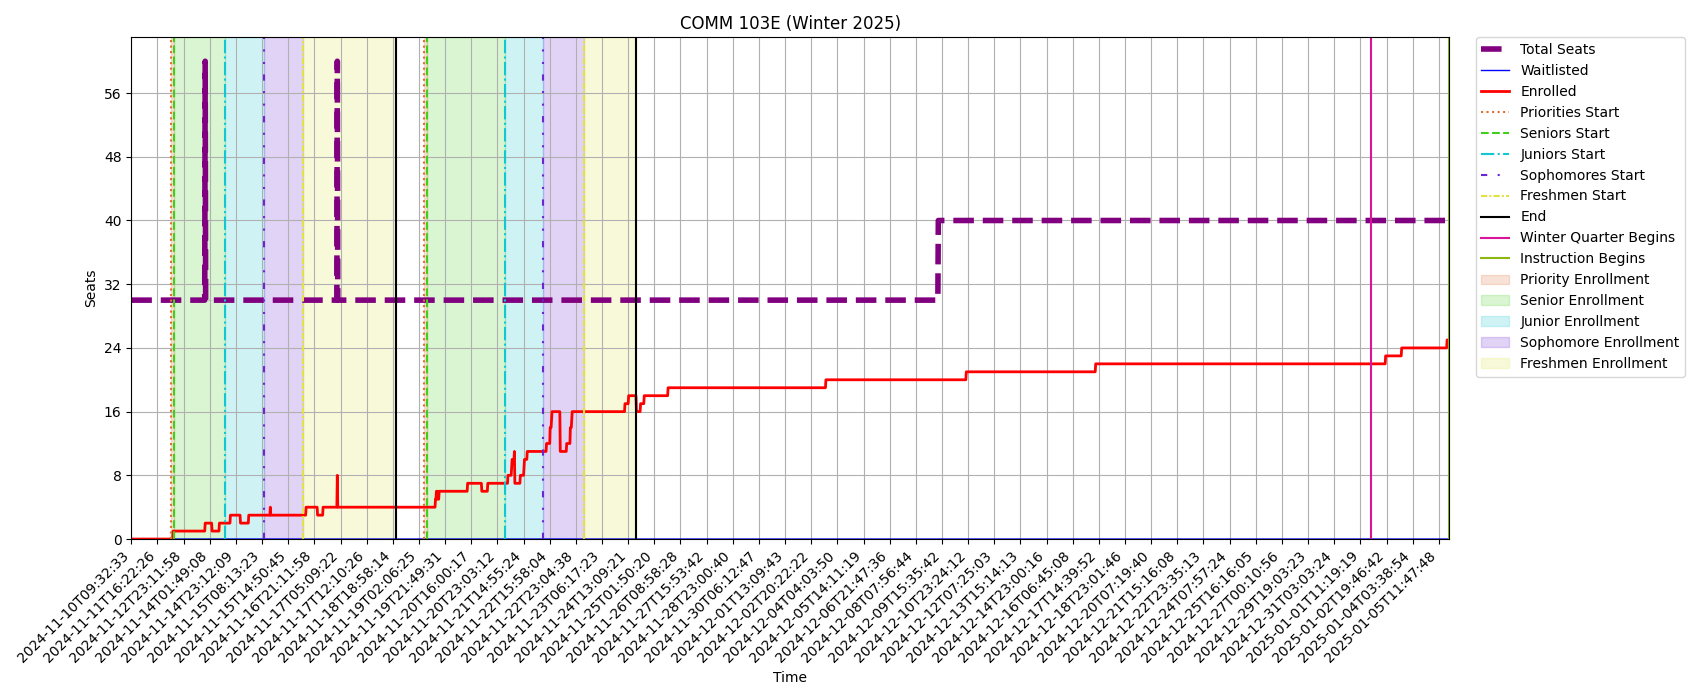 COMM 103E (Winter 2025)
Seats
56
48
40
32
24
16
8
0
2024-11-10T09:32:33
2024-11-11T16:22:26
2024-11-12T23:11:58
2024-11-14T01:49:08
2024-11-14T23:12:09
2024-11-15T08:13:23
2024-11-15T14:50:45
2024-11-16T21:11:58
2024-11-17T05:09:22
2024-11-17T12:10:26
2024-11-18T18:58:14
2024-11-19T02:06:25
2024-11-19T21:49:31
2024-11-20T16:00:17
2024-11-20T23:03:12
2024-11-21T14:55:24
2024-11-22T15:58:04
2024-11-22T23:04:38
2024-11-23T06:17:23
2024-11-24T13:09:21
2024-11-25T01:50:20
2024-11-26T08:58:28
2024-11-27T15:53:42
2024-11-28T23:00:40
2024-11-30T06:12:47
2024-12-01T13:09:43
2024-12-02T20:22:22
2024-12-04T04:03:50
2024-12-05T14:11:19
2024-12-06T21:47:36
2024-12-08T07:56:44
2024-12-09T15:35:42
2024-12-10T23:24:12
2024-12-12T07:25:03
2024-12-13T15:14:13
2024-12-14T23:00:16
2024-12-16T06:45:08
2024-12-17T14:39:52
2024-12-18T23:01:46
2024-12-20T07:19:40
2024-12-21T15:16:08
2024-12-22T23:35:13
2024-12-24T07:57:24
2024-12-25T16:16:05
2024-12-27T00:10:56
2024-12-29T19:03:23
2024-12-31T03:03:24
2025-01-01T11:19:19
2025-01-02T19:46:42
2025-01-04T03:38:54
2025-01-05T11:47:48
Time
Total Seats
Waitlisted
Enrolled
Priorities Start
Seniors Start
Juniors Start
Sophomores Start
Freshmen Start
End
Winter Quarter Begins
Instruction Begins
Priority Enrollment
Senior Enrollment
Junior Enrollment
Sophomore Enrollment
Freshmen Enrollment